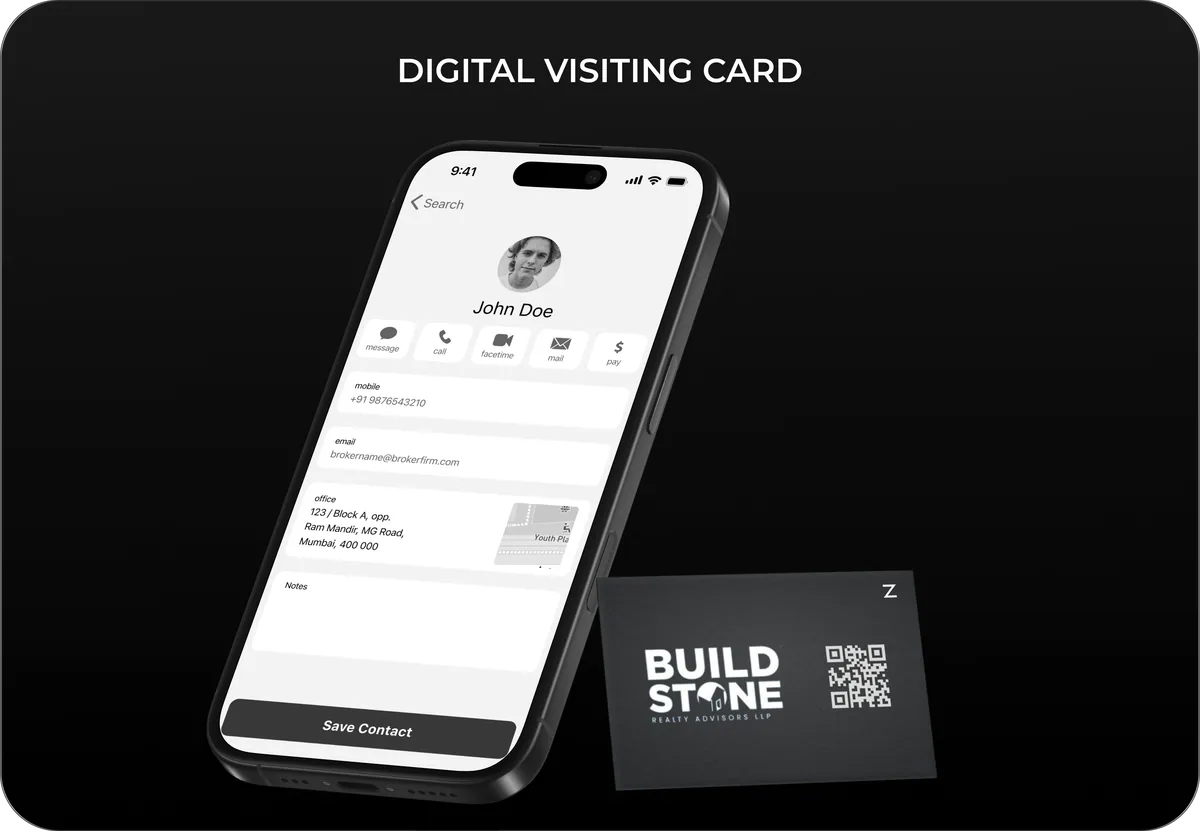 DIGITAL VISITING CARD
9:41
Search
John Doe
message call facetime mail pay
mobile
+91 9876543210
email
brokername@brokerfirm.com
office
123 / Block A, opp.
Ram Mandir, MG Road,
Mumbai, 400 000
Youth Pla
Notes
Save Contact
Z
BUILD
STONE
REALTY ADVISORS LLP